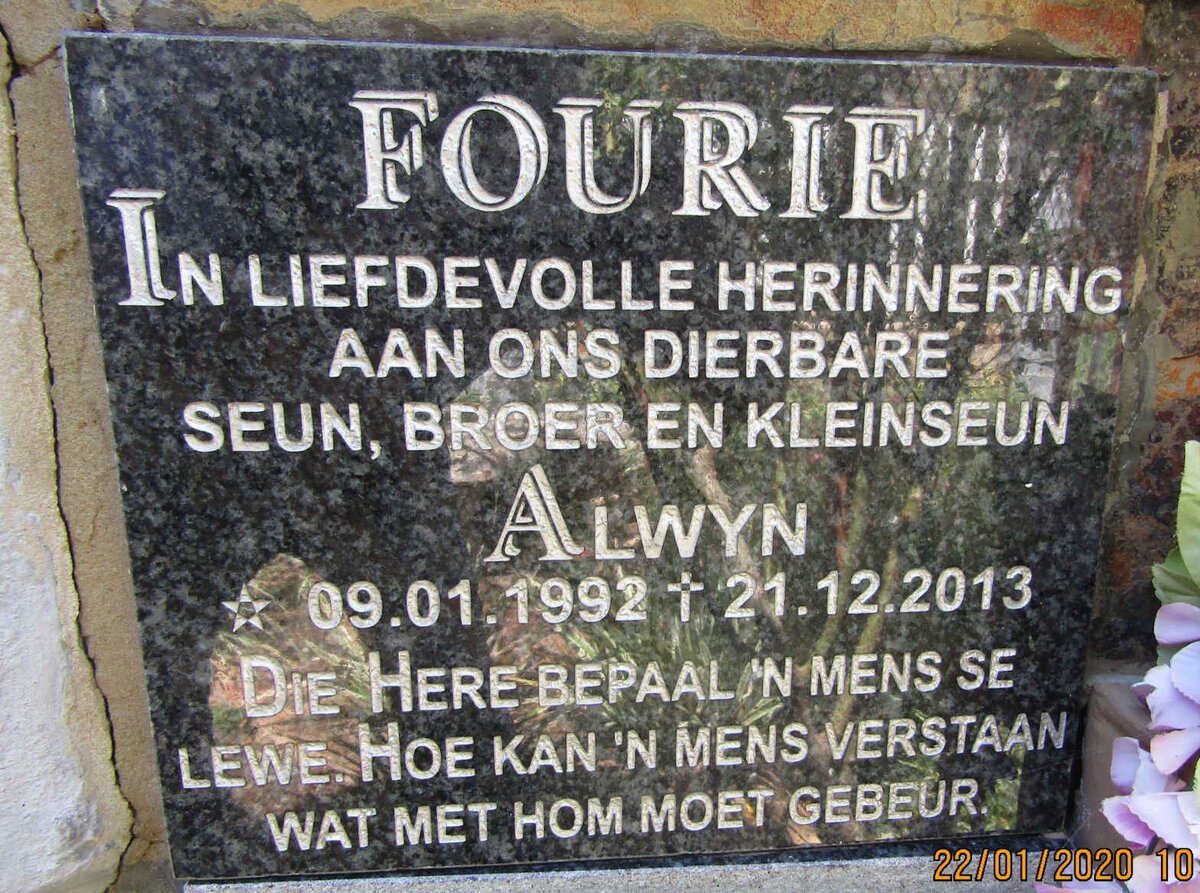 FOURIE
IN LIEFDEVOLLE HERINNERING
AAN ONS DIERBARE
SEUN, BROER EN KLEINSEUN
ALWYN
☆ 09.01.1992 † 21.12.2013
DIE HERE BEPAAL 'N MENS SE
LEWE. HOE KAN 'N MENS VERSTAAN
WAT MET HOM MOET GEBEUR.
22/01/2020 10